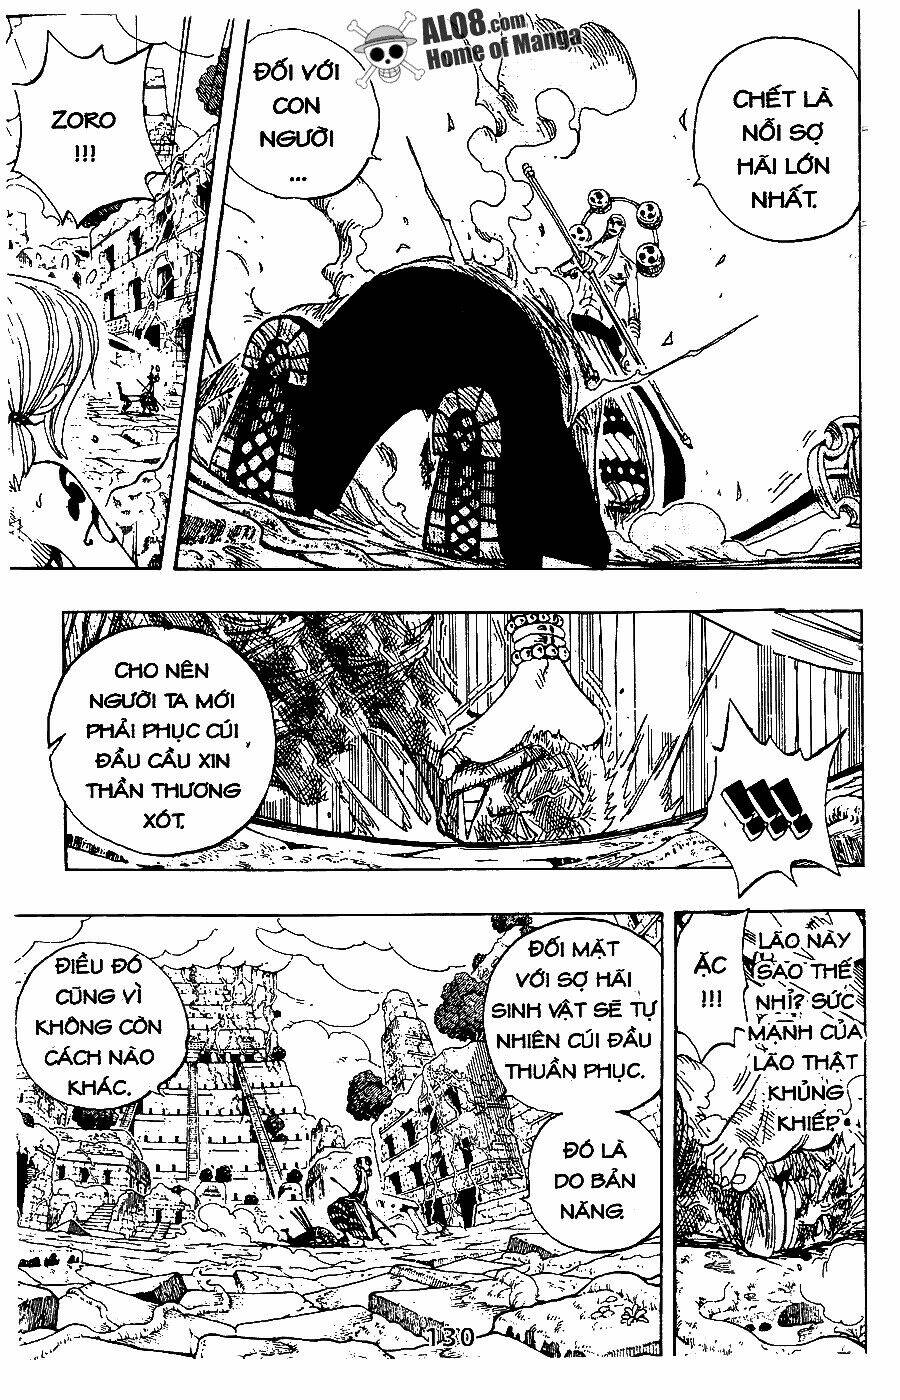 ALO8.com
Home of Manga
CHẾT LÀ
NỖI SỢ
HÃI LỚN
NHẤT.
ĐỐI VỚI
CON
NGƯỜI
...
ZORO
!!!
CHO NÊN
NGƯỜI TA MỚI
PHẢI PHỤC CÚI
ĐẦU CẦU XIN
THẦN THƯƠNG
XÓT.
!!!
LÃO NÀY
SAO THẾ
NHỈ? SỨC
MẠNH CỦA
LÃO THẬT
KHỦNG
KHIẾP.
ẶC
!!!
ĐỐI MẶT
VỚI SỢ HÃI
SINH VẬT SẼ TỰ
NHIÊN CÚI ĐẦU
THUẦN PHỤC.
ĐÓ LÀ
DO BẢN
NĂNG.
ĐIỀU ĐÓ
CŨNG VÌ
KHÔNG CÒN
CÁCH NÀO
KHÁC.
130